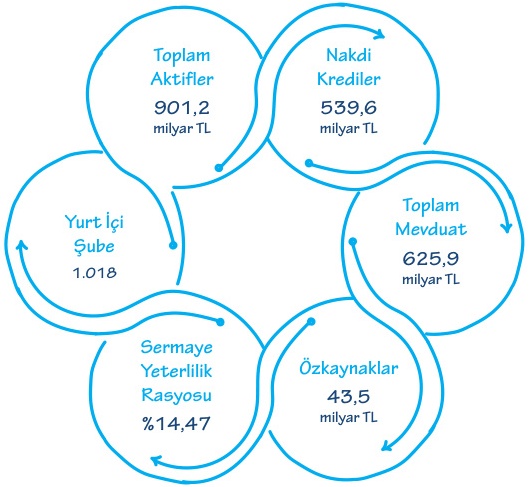 Toplam
Aktifler
901,2
milyar TL
Nakdi
Krediler
539,6
milyar TL
Toplam
Mevduat
625,9
milyar TL
Özkaynaklar
43,5
milyar TL
Sermaye
Yeterlilik
Rasyosu
%14,47
Yurt İçi
Şube
1.018